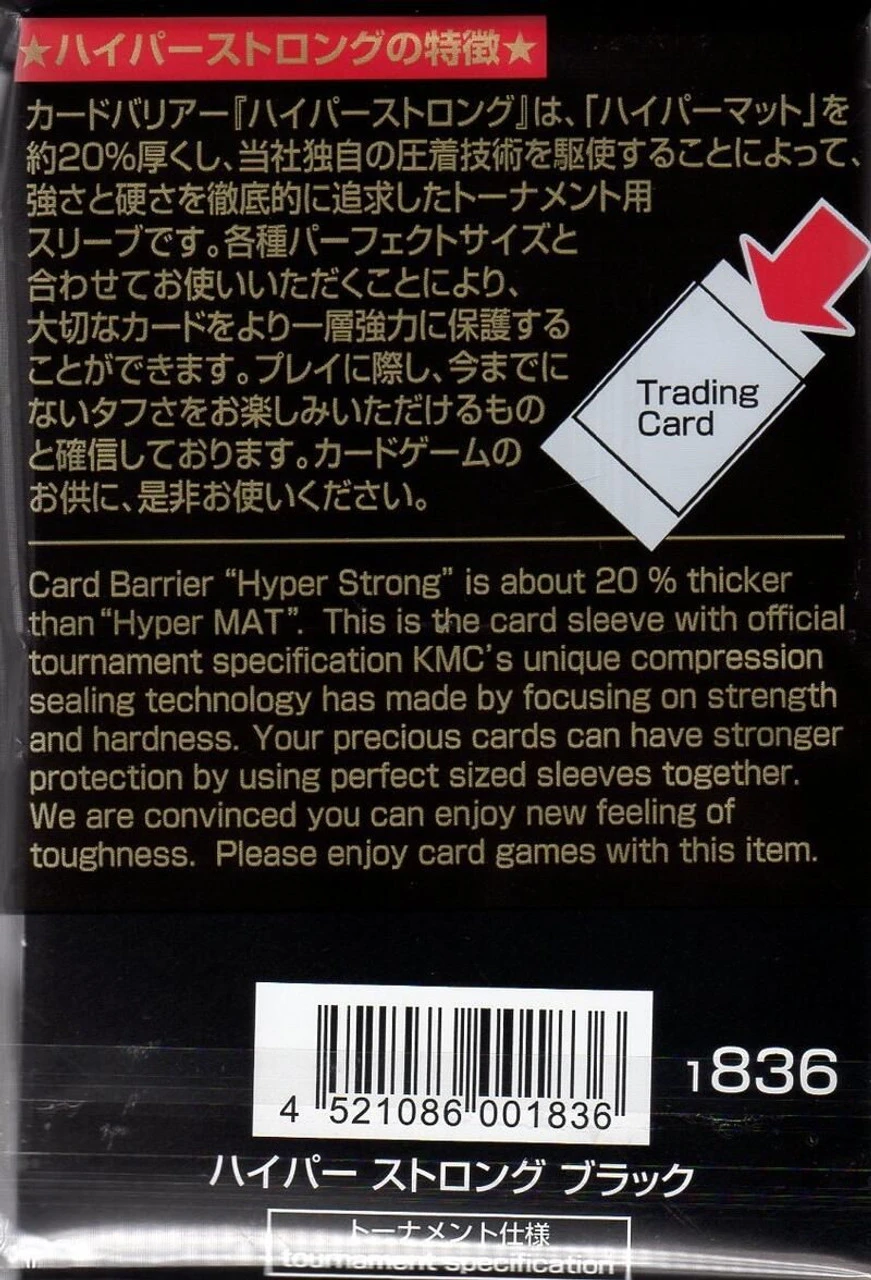 ★ハイパーストロングの特徴★
カードバリアー『ハイパーストロング』は、「ハイパーマット」を
約20%厚くし、当社独自の圧着技術を駆使することによって、
強さと硬さを徹底的に追求したトーナメント用
スリーブです。各種パーフェクトサイズと
合わせてお使いいただくことにより、
大切なカードをより一層強力に保護する
ことができます。プレイに際し、今までに
ないタフさをお楽しみいただけるもの
と確信しております。カードゲームの
お供に、是非お使いください。
Trading
Card
Card Barrier “Hyper Strong” is about 20 % thicker
than “Hyper MAT”. This is the card sleeve with official
tournament specification KMC's unique compression
sealing technology has made by focusing on strength
and hardness. Your precious cards can have stronger
protection by using perfect sized sleeves together.
We are convinced you can enjoy new feeling of
toughness. Please enjoy card games with this item.
4 521086 001836
1836
ハイパー ストロング ブラック
トーナメント仕様
tournament specification